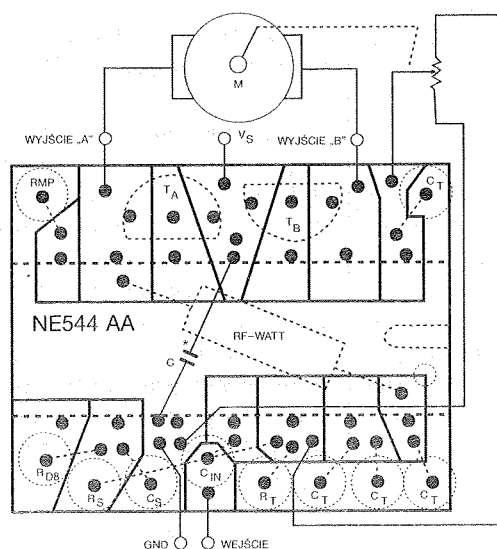 M
WYJŚCIE „A"
VS
WYJŚCIE „B"
RMP
TA
TB
CT
NE544 AA
RF-WATT
C
*
RDB
RS
CS
CIN
RT
CT
CT
CT
GND
WEJŚCIE